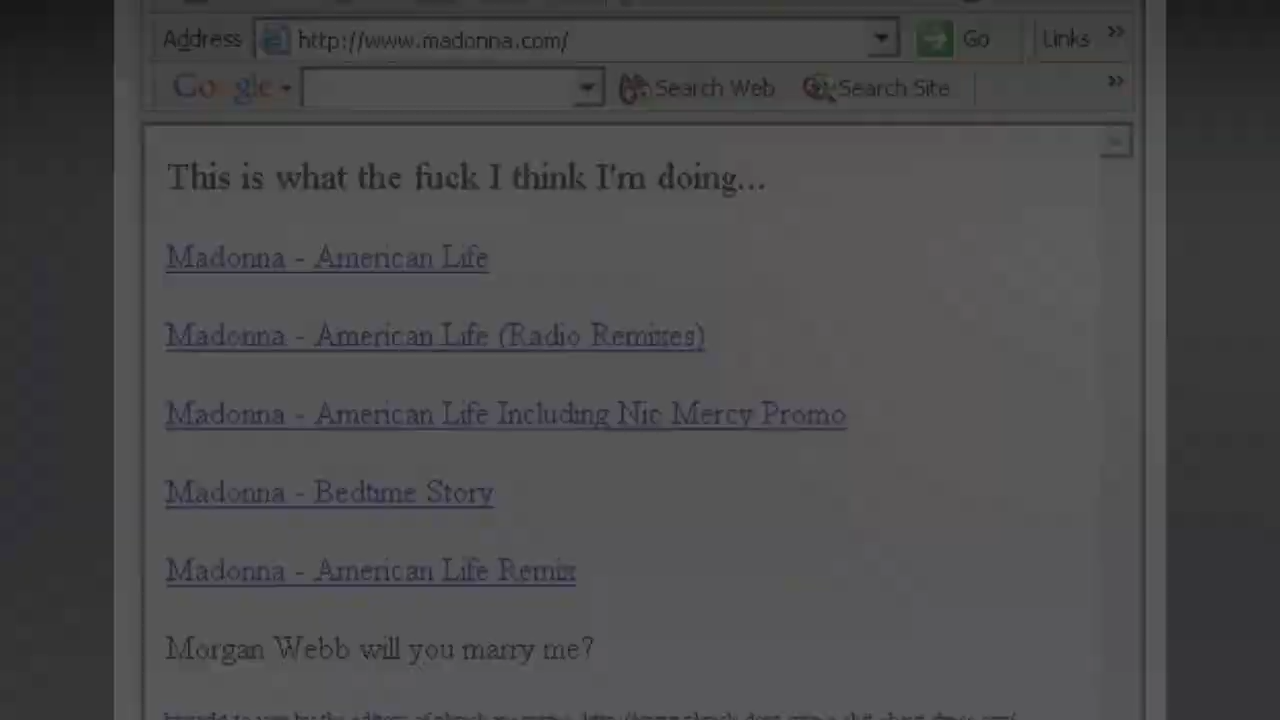 Address http://www.madonna.com/ Go Links »
Google Search Web Search Site »
This is what the fuck I think I'm doing...
Madonna - American Life
Madonna - American Life (Radio Remixes)
Madonna - American Life Including Nic Mercy Promo
Madonna - Bedtime Story
Madonna - American Life Remix
Morgan Webb will you marry me?